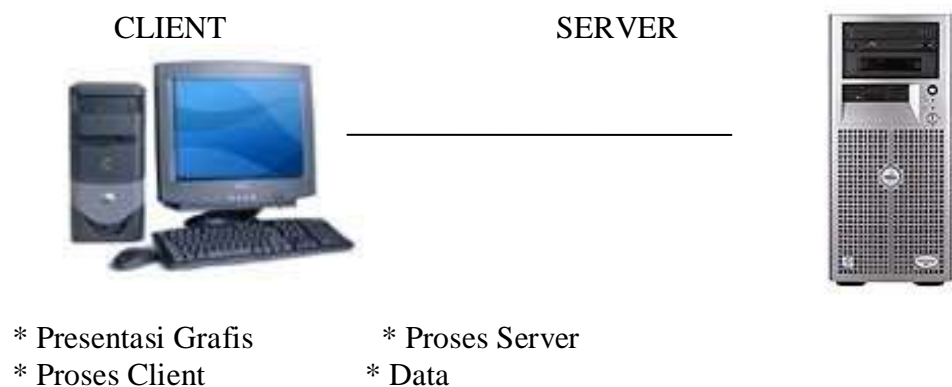 CLIENT SERVER
* Presentasi Grafis * Proses Server
* Proses Client * Data